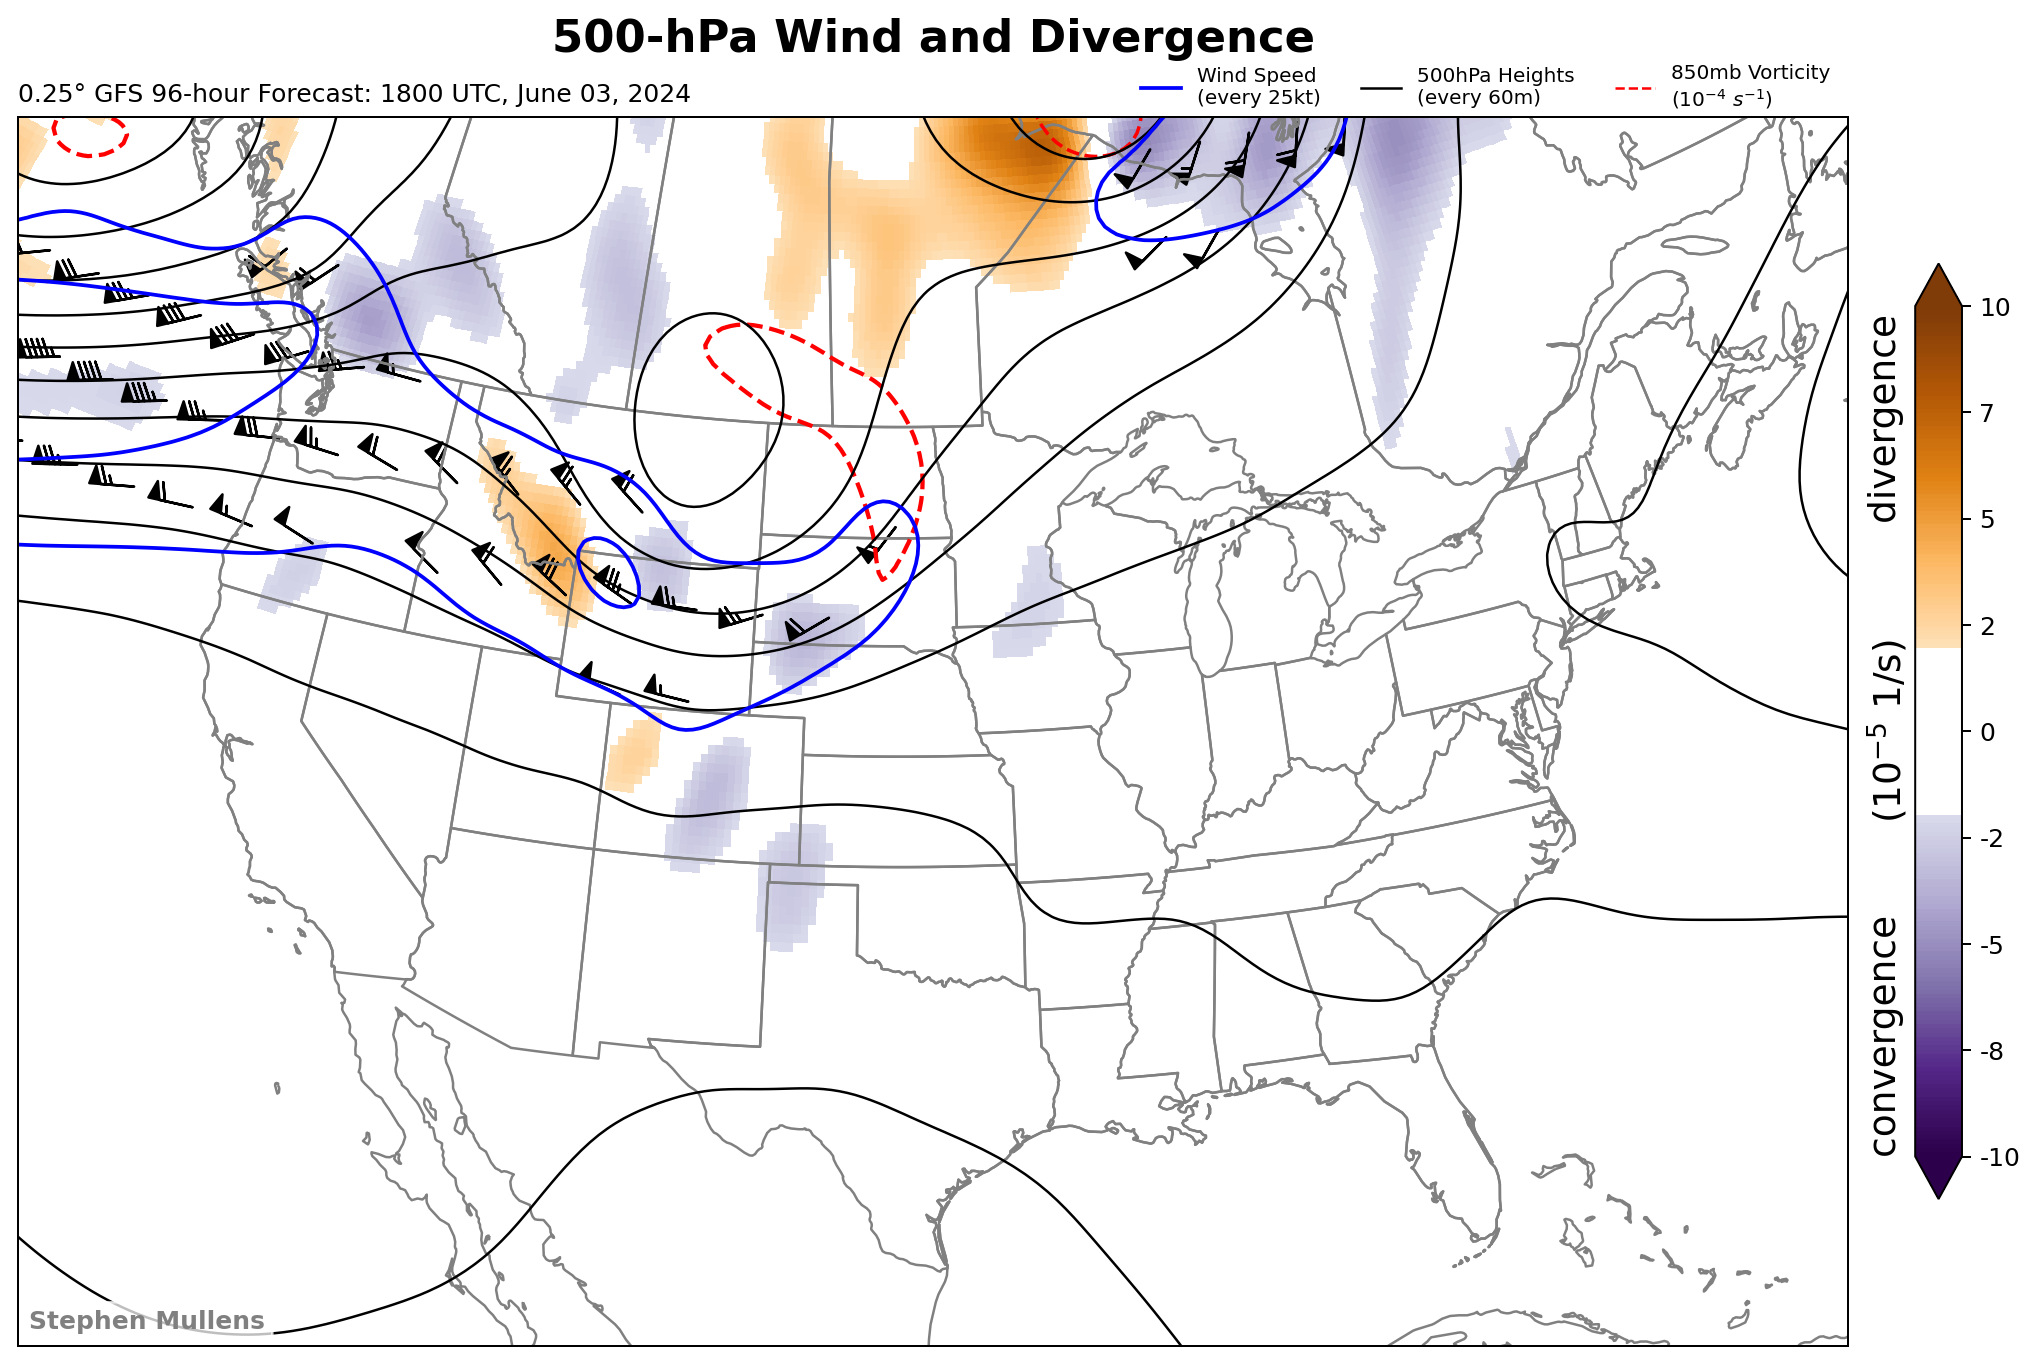 500-hPa Wind and Divergence
0.25° GFS 96-hour Forecast: 1800 UTC, June 03, 2024
Wind Speed
(every 25kt)
500hPa Heights
(every 60m)
850mb Vorticity
(10⁻⁴ s⁻¹)
10
7
5
2
0
-2
-5
-8
-10
convergence (10⁻⁵ 1/s) divergence
Stephen Mullens